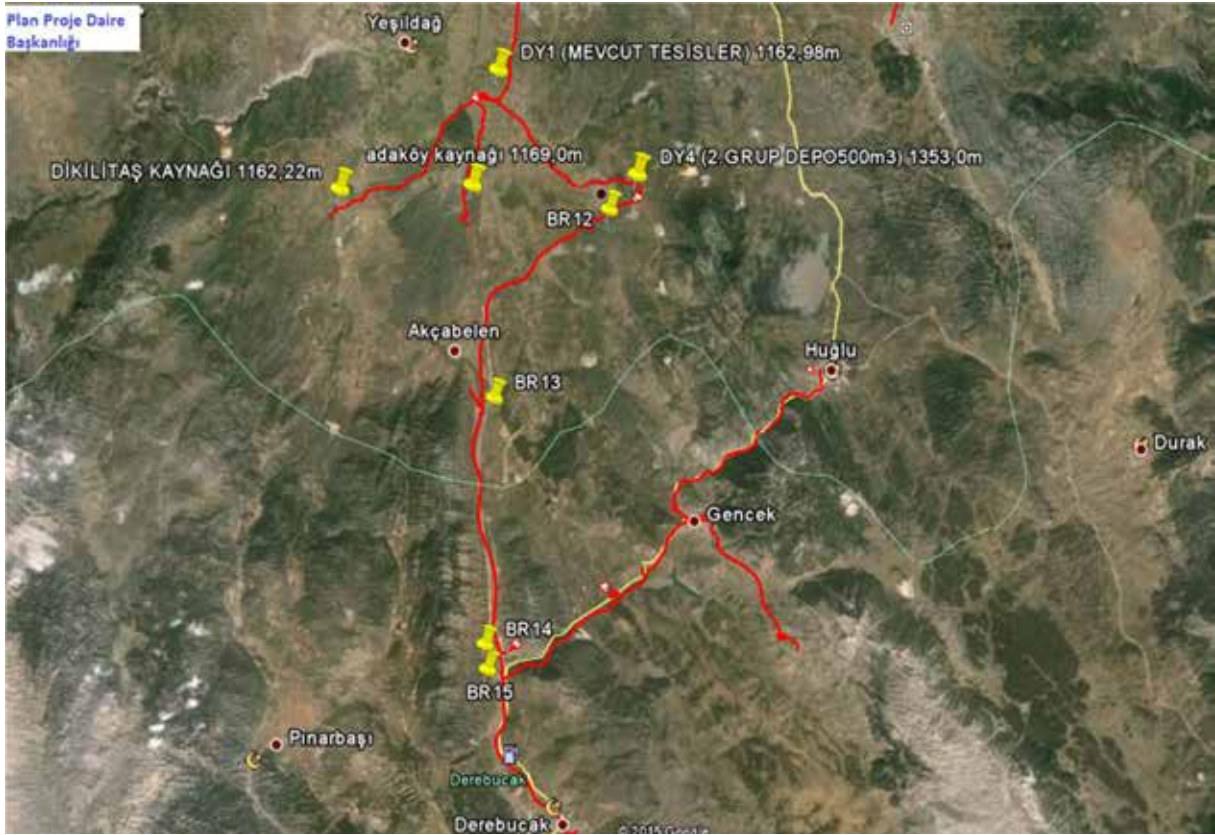 Plan Proje Daire
Başkanlığı
Yeşildağ
DY1 (MEVCUT TESİSLER) 1162,98m
adaköy kaynağı 1169,0m
DY4 (2.GRUP DEPO500m3) 1353,0m
DİKİLİTAŞ KAYNAĞI 1162,22m
BR12
Akçabelen
Huğlu
BR13
Durak
Gencek
BR14
BR15
Pınarbaşı
Derebucak
Derebucak
© 2015 Google